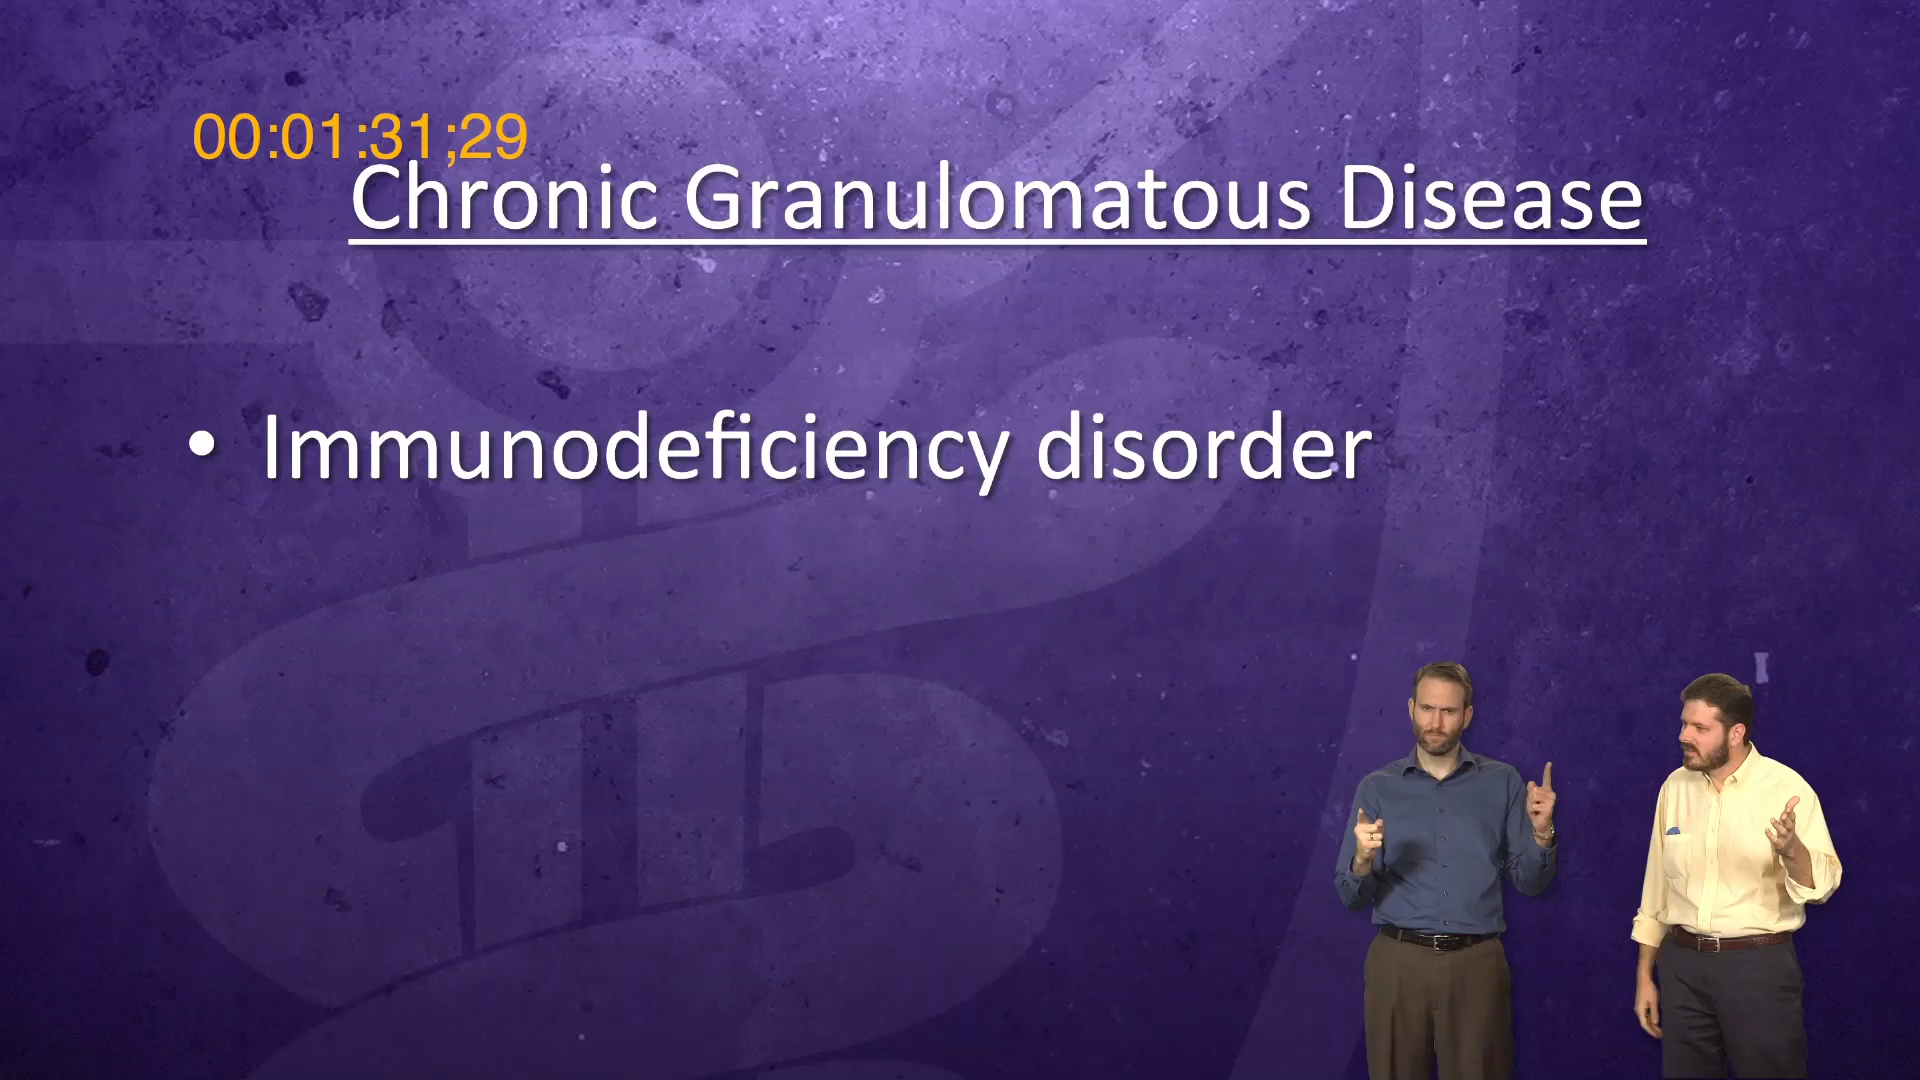 00:01:31;29
Chronic Granulomatous Disease
• Immunodeficiency disorder